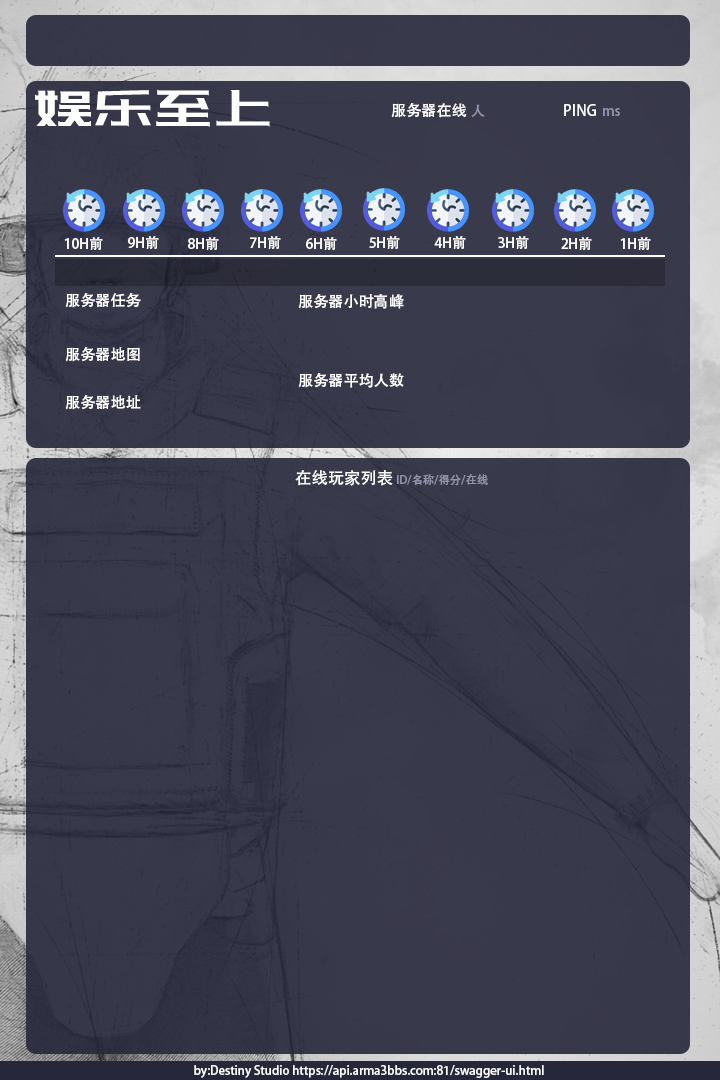 娱乐至上 服务器在线 人 PING ms
10H前 9H前 8H前 7H前 6H前 5H前 4H前 3H前 2H前 1H前
服务器任务 服务器小时高峰
服务器地图
服务器平均人数
服务器地址
在线玩家列表 ID/名称/得分/在线
by:Destiny Studio https://api.arma3bbs.com:81/swagger-ui.html